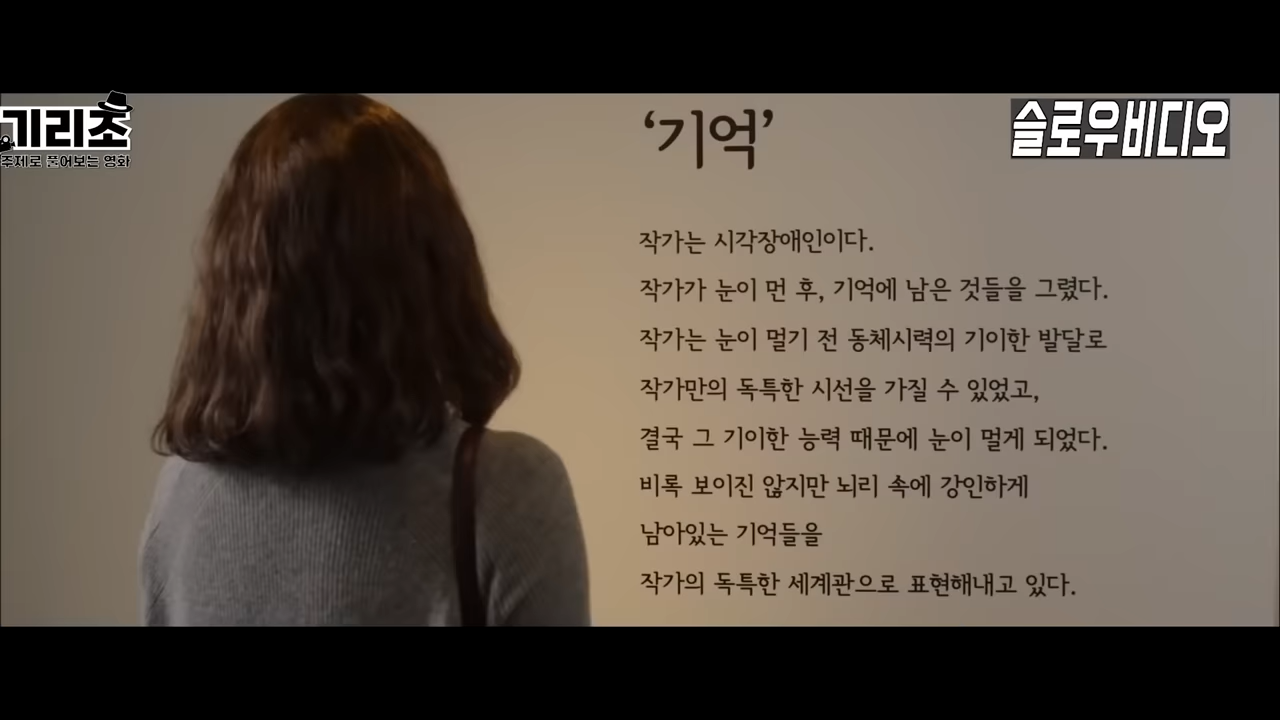 기리조
주제로 풀어보는 영화
슬로우비디오
‘기억’
작가는 시각장애인이다.
작가가 눈이 먼 후, 기억에 남은 것들을 그렸다.
작가는 눈이 멀기 전 동체시력의 기이한 발달로
작가만의 독특한 시선을 가질 수 있었고,
결국 그 기이한 능력 때문에 눈이 멀게 되었다.
비록 보이진 않지만 뇌리 속에 강인하게
남아있는 기억들을
작가의 독특한 세계관으로 표현해내고 있다.